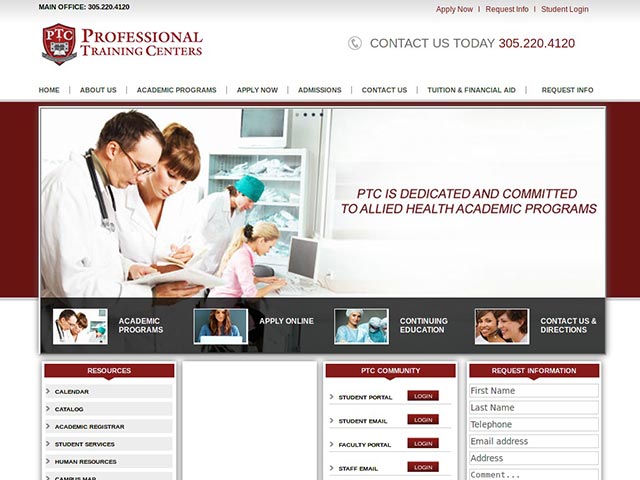 MAIN OFFICE: 305.220.4120
Apply Now | Request Info | Student Login
PTC PROFESSIONAL
TRAINING CENTERS
CONTACT US TODAY 305.220.4120
HOME | ABOUT US | ACADEMIC PROGRAMS | APPLY NOW | ADMISSIONS | CONTACT US | TUITION & FINANCIAL AID | REQUEST INFO
PTC IS DEDICATED AND COMMITTED
TO ALLIED HEALTH ACADEMIC PROGRAMS
ACADEMIC
PROGRAMS
APPLY ONLINE
CONTINUING
EDUCATION
CONTACT US &
DIRECTIONS
RESOURCES
CALENDAR
CATALOG
ACADEMIC REGISTRAR
STUDENT SERVICES
HUMAN RESOURCES
CAMPUS MAP
PTC COMMUNITY
STUDENT PORTAL LOGIN
STUDENT EMAIL LOGIN
FACULTY PORTAL LOGIN
STAFF EMAIL LOGIN
REQUEST INFORMATION
First Name
Last Name
Telephone
Email address
Address
Comment...